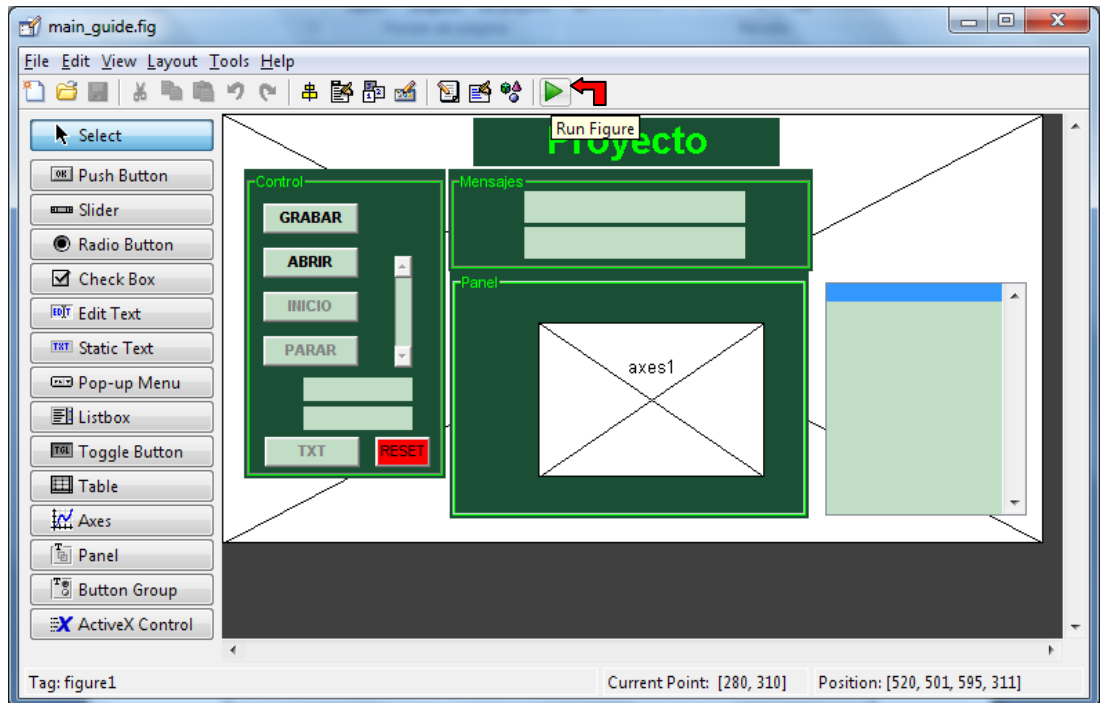 main_guide.fig
File Edit View Layout Tools Help
Run Figure
Select
Push Button
Slider
Radio Button
Check Box
Edit Text
Static Text
Pop-up Menu
Listbox
Toggle Button
Table
Axes
Panel
Button Group
ActiveX Control
Proyecto
Control
GRABAR
ABRIR
INICIO
PARAR
TXT RESET
Mensajes
Panel
axes1
Tag: figure1 Current Point: [280, 310] Position: [520, 501, 595, 311]